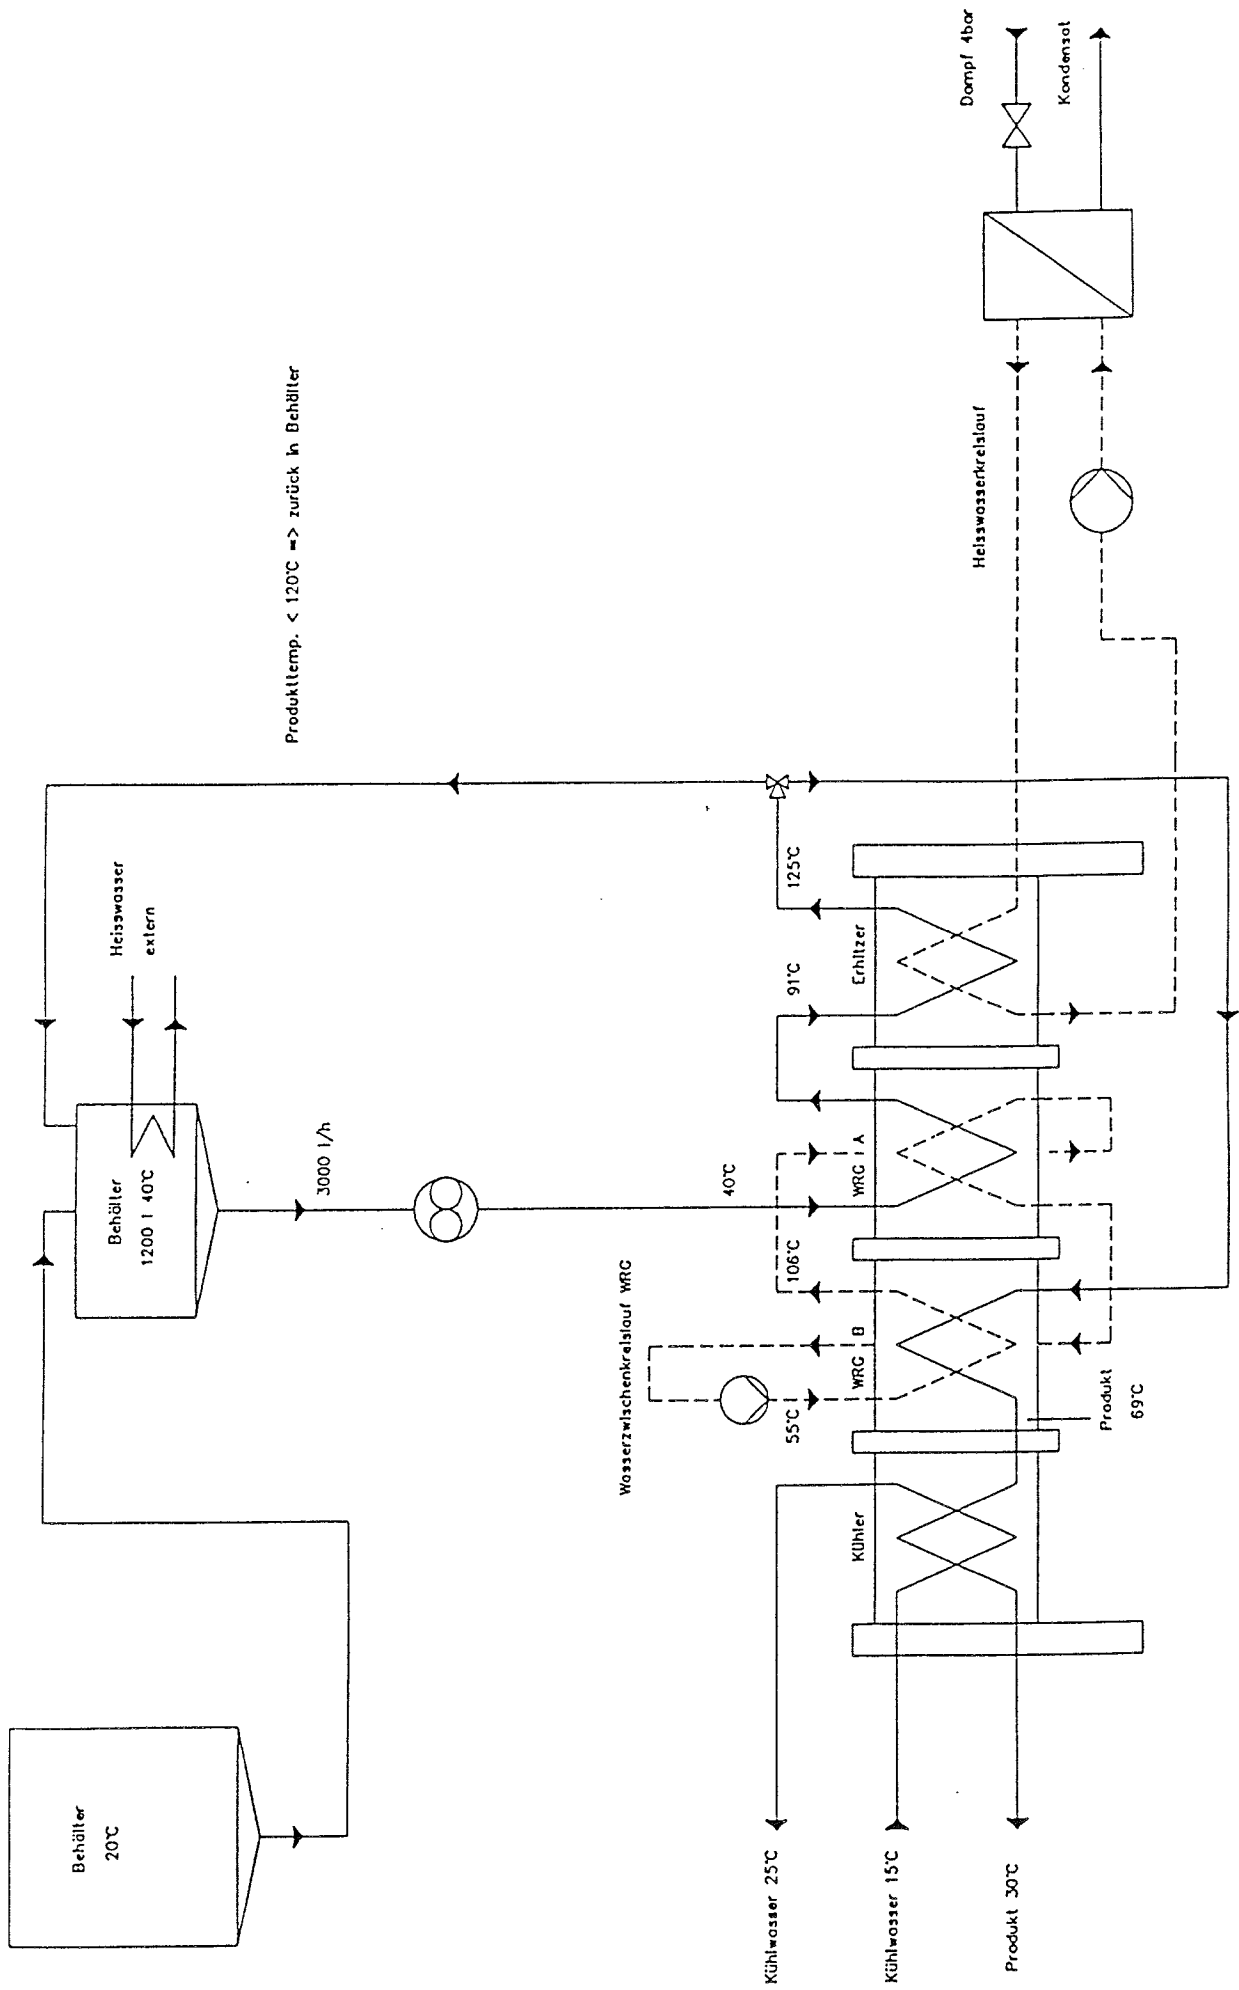 Behälter
20°C
Behälter
1200 l 40°C
Heisswasser
extern
Produkttemp. < 120°C => zurück in Behälter
3000 l/h
Wasserzwischenkreislauf WRG
40°C
55°C
106°C
91°C
125°C
Kühler
WRG B
WRG A
Erhitzer
Produkt
69°C
Kühlwasser 25°C
Kühlwasser 15°C
Produkt 30°C
Heisswasserkreislauf
Dampf 4bar
Kondensat